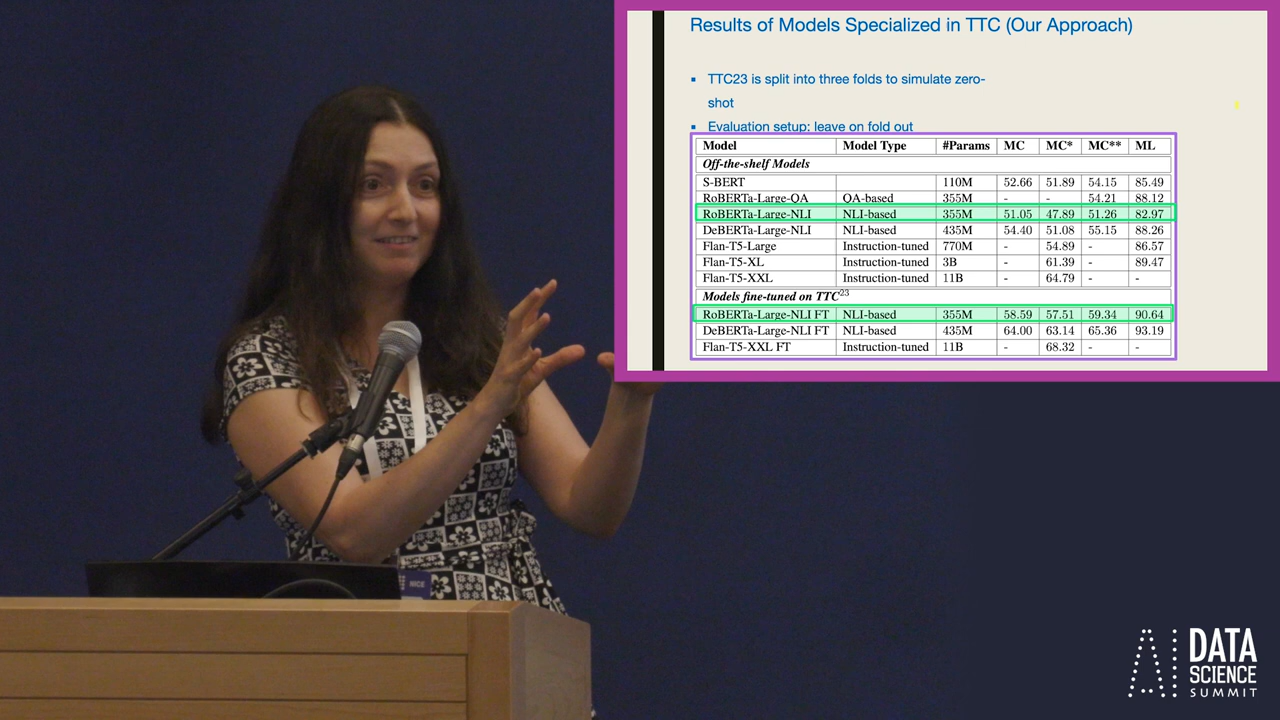 Results of Models Specialized in TTC (Our Approach)
▪ TTC23 is split into three folds to simulate zero-
shot
▪ Evaluation setup: leave on fold out
Model Model Type #Params MC MC* MC** ML
Off-the-shelf Models
S-BERT 110M 52.66 51.89 54.15 85.49
RoBERTa-Large-QA QA-based 355M - - 54.21 88.12
RoBERTa-Large-NLI NLI-based 355M 51.05 47.89 51.26 82.97
DeBERTa-Large-NLI NLI-based 435M 54.40 51.08 55.15 88.26
Flan-T5-Large Instruction-tuned 770M - 54.89 - 86.57
Flan-T5-XL Instruction-tuned 3B - 61.39 - 89.47
Flan-T5-XXL Instruction-tuned 11B - 64.79 - -
Models fine-tuned on TTC23
RoBERTa-Large-NLI FT NLI-based 355M 58.59 57.51 59.34 90.64
DeBERTa-Large-NLI FT NLI-based 435M 64.00 63.14 65.36 93.19
Flan-T5-XXL FT Instruction-tuned 11B - 68.32 - -
NICE
AI DATA
SCIENCE
SUMMIT